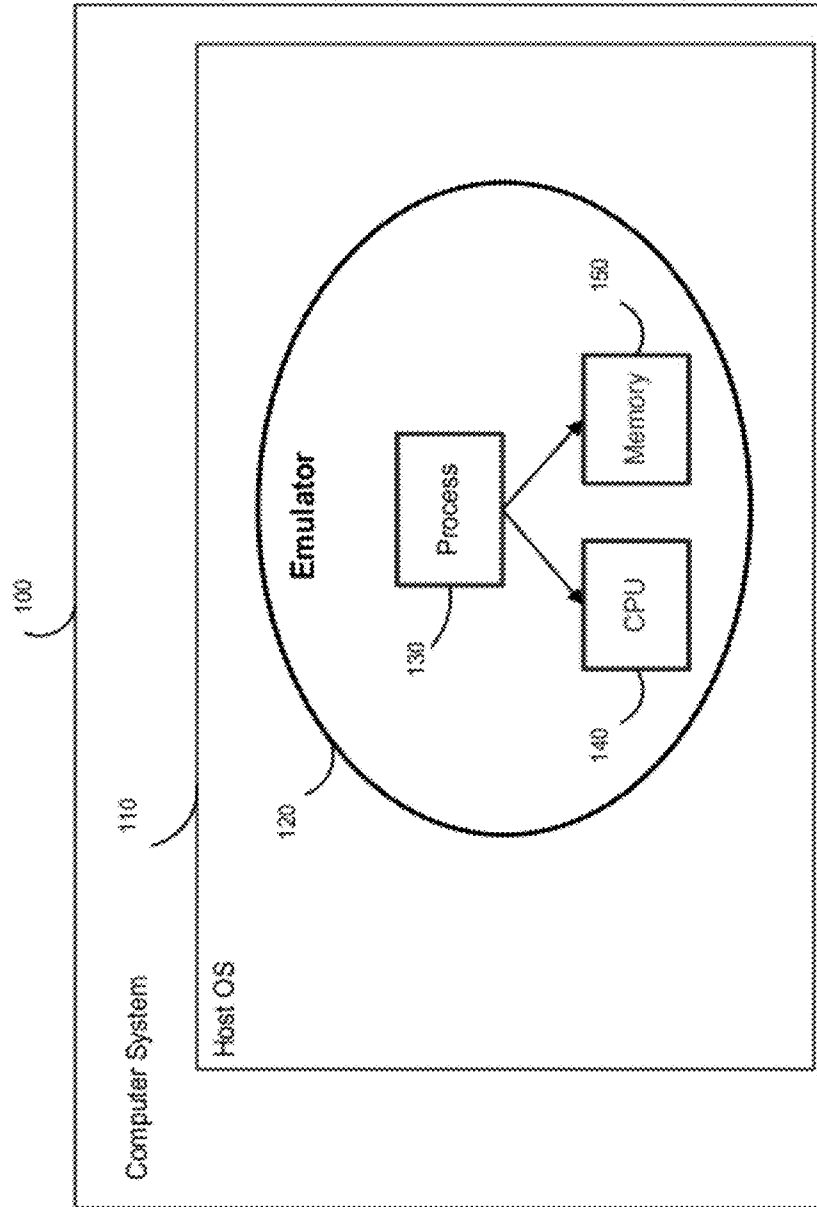 100
Computer System
110
Host OS
120
Emulator
130
Process
140
CPU
Memory
150